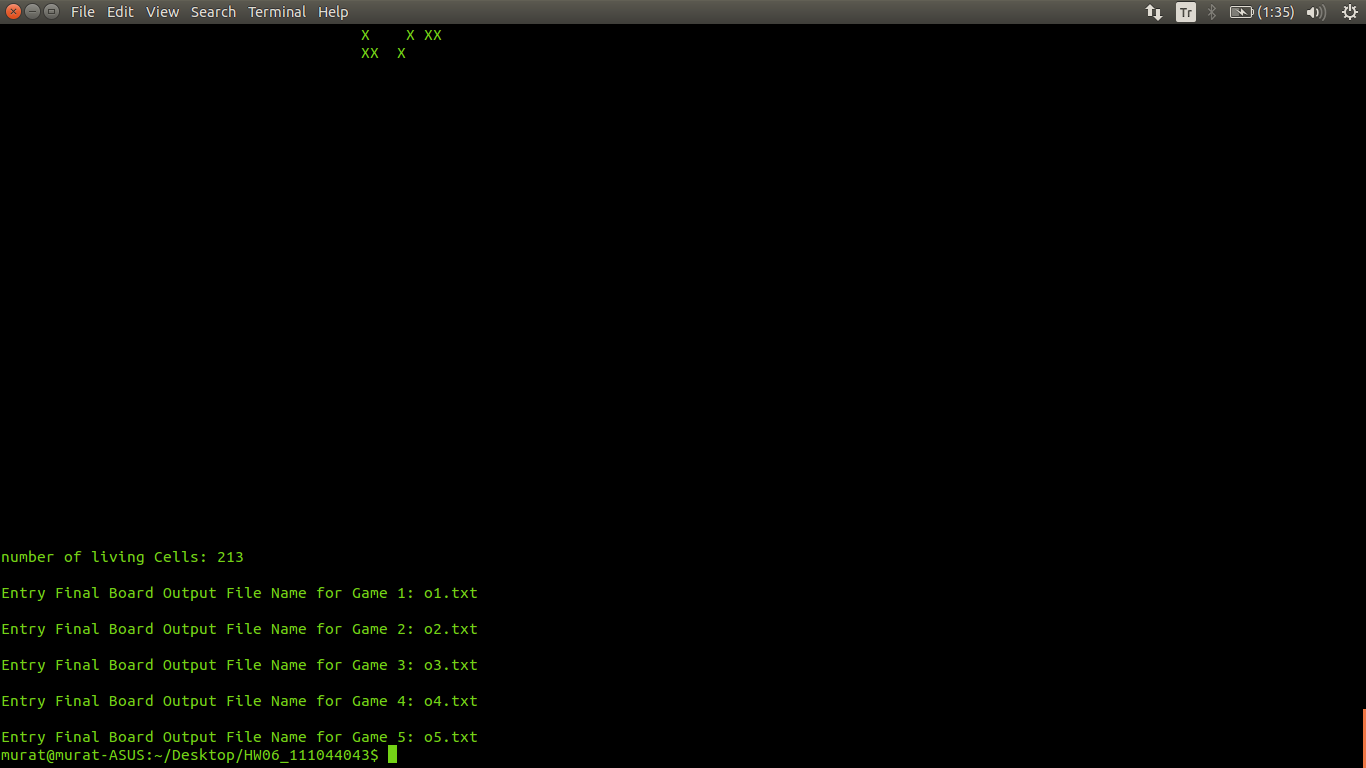 File Edit View Search Terminal Help Tr (1:35)
X    X XX
XX  X
number of living Cells: 213
Entry Final Board Output File Name for Game 1: o1.txt
Entry Final Board Output File Name for Game 2: o2.txt
Entry Final Board Output File Name for Game 3: o3.txt
Entry Final Board Output File Name for Game 4: o4.txt
Entry Final Board Output File Name for Game 5: o5.txt
murat@murat-ASUS:~/Desktop/HW06_111044043$